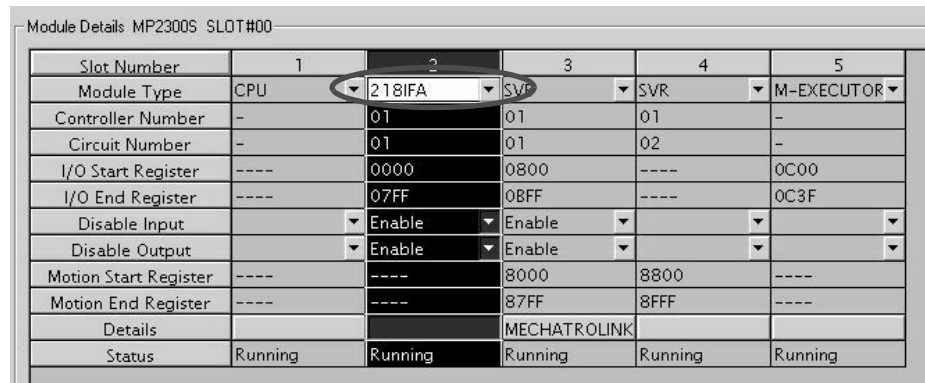 Module Details MP2300S SLOT#00
Slot Number 1 2 3 4 5
Module Type CPU 218IFA SVR SVR M-EXECUTOR
Controller Number - 01 01 01 -
Circuit Number - 01 01 02 -
I/O Start Register ---- 0000 0800 ---- 0C00
I/O End Register ---- 07FF 0BFF ---- 0C3F
Disable Input Enable Enable
Disable Output Enable Enable
Motion Start Register ---- ---- 8000 8800 ----
Motion End Register ---- ---- 87FF 8FFF ----
Details MECHATROLINK
Status Running Running Running Running Running